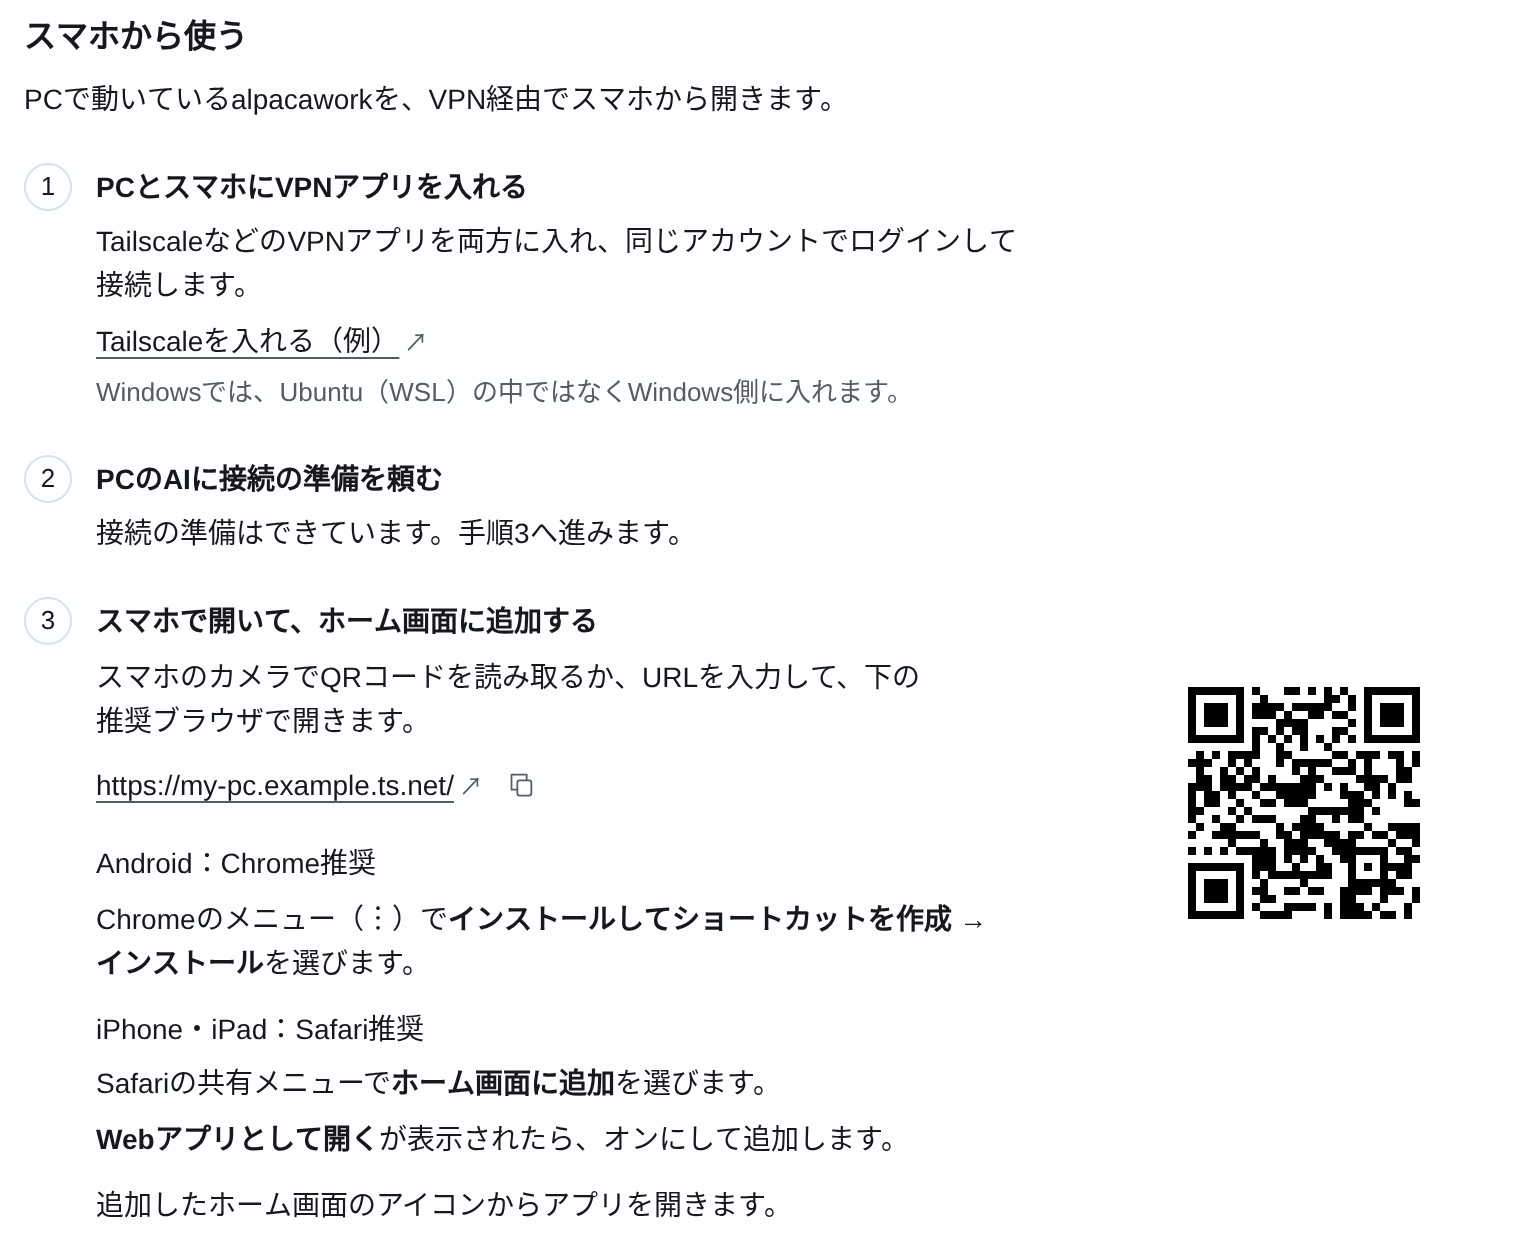 スマホから使う
PCで動いているalpacaworkを、VPN経由でスマホから開きます。
1
PCとスマホにVPNアプリを入れる
TailscaleなどのVPNアプリを両方に入れ、同じアカウントでログインして
接続します。
Tailscaleを入れる（例）↗
Windowsでは、Ubuntu（WSL）の中ではなくWindows側に入れます。
2
PCのAIに接続の準備を頼む
接続の準備はできています。手順3へ進みます。
3
スマホで開いて、ホーム画面に追加する
スマホのカメラでQRコードを読み取るか、URLを入力して、下の
推奨ブラウザで開きます。
https://my-pc.example.ts.net/ ↗
Android：Chrome推奨
Chromeのメニュー（⋮）でインストールしてショートカットを作成 →
インストールを選びます。
iPhone・iPad：Safari推奨
Safariの共有メニューでホーム画面に追加を選びます。
Webアプリとして開くが表示されたら、オンにして追加します。
追加したホーム画面のアイコンからアプリを開きます。